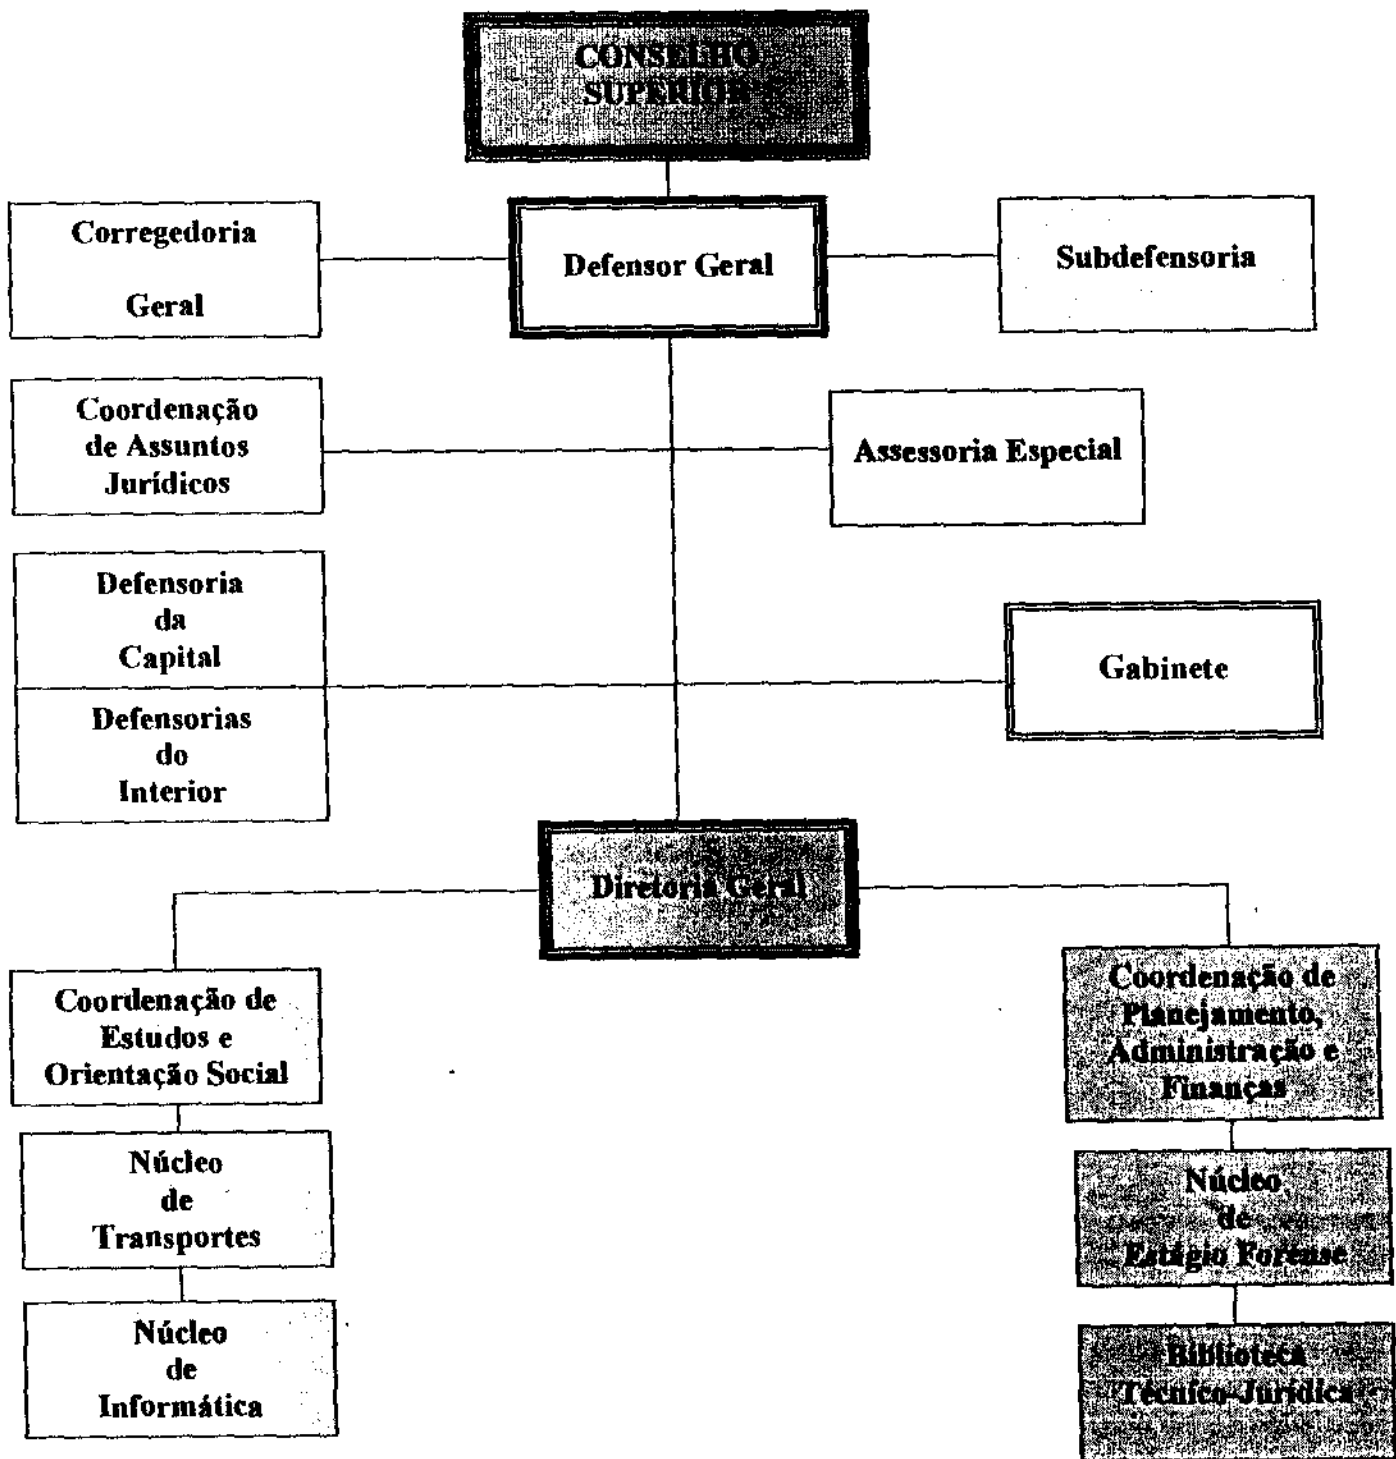 CONSELHO
SUPERIOR
Corregedoria
Geral
Defensor Geral
Subdefensoria
Coordenação
de Assuntos
Jurídicos
Assessoria Especial
Defensoria
da
Capital
Defensorias
do
Interior
Gabinete
Diretoria Geral
Coordenação de
Estudos e
Orientação Social
Núcleo
de
Transportes
Núcleo
de
Informática
Coordenação de
Planejamento,
Administração e
Finanças
Núcleo
de
Estágio Forense
Biblioteca
Técnico-Jurídica